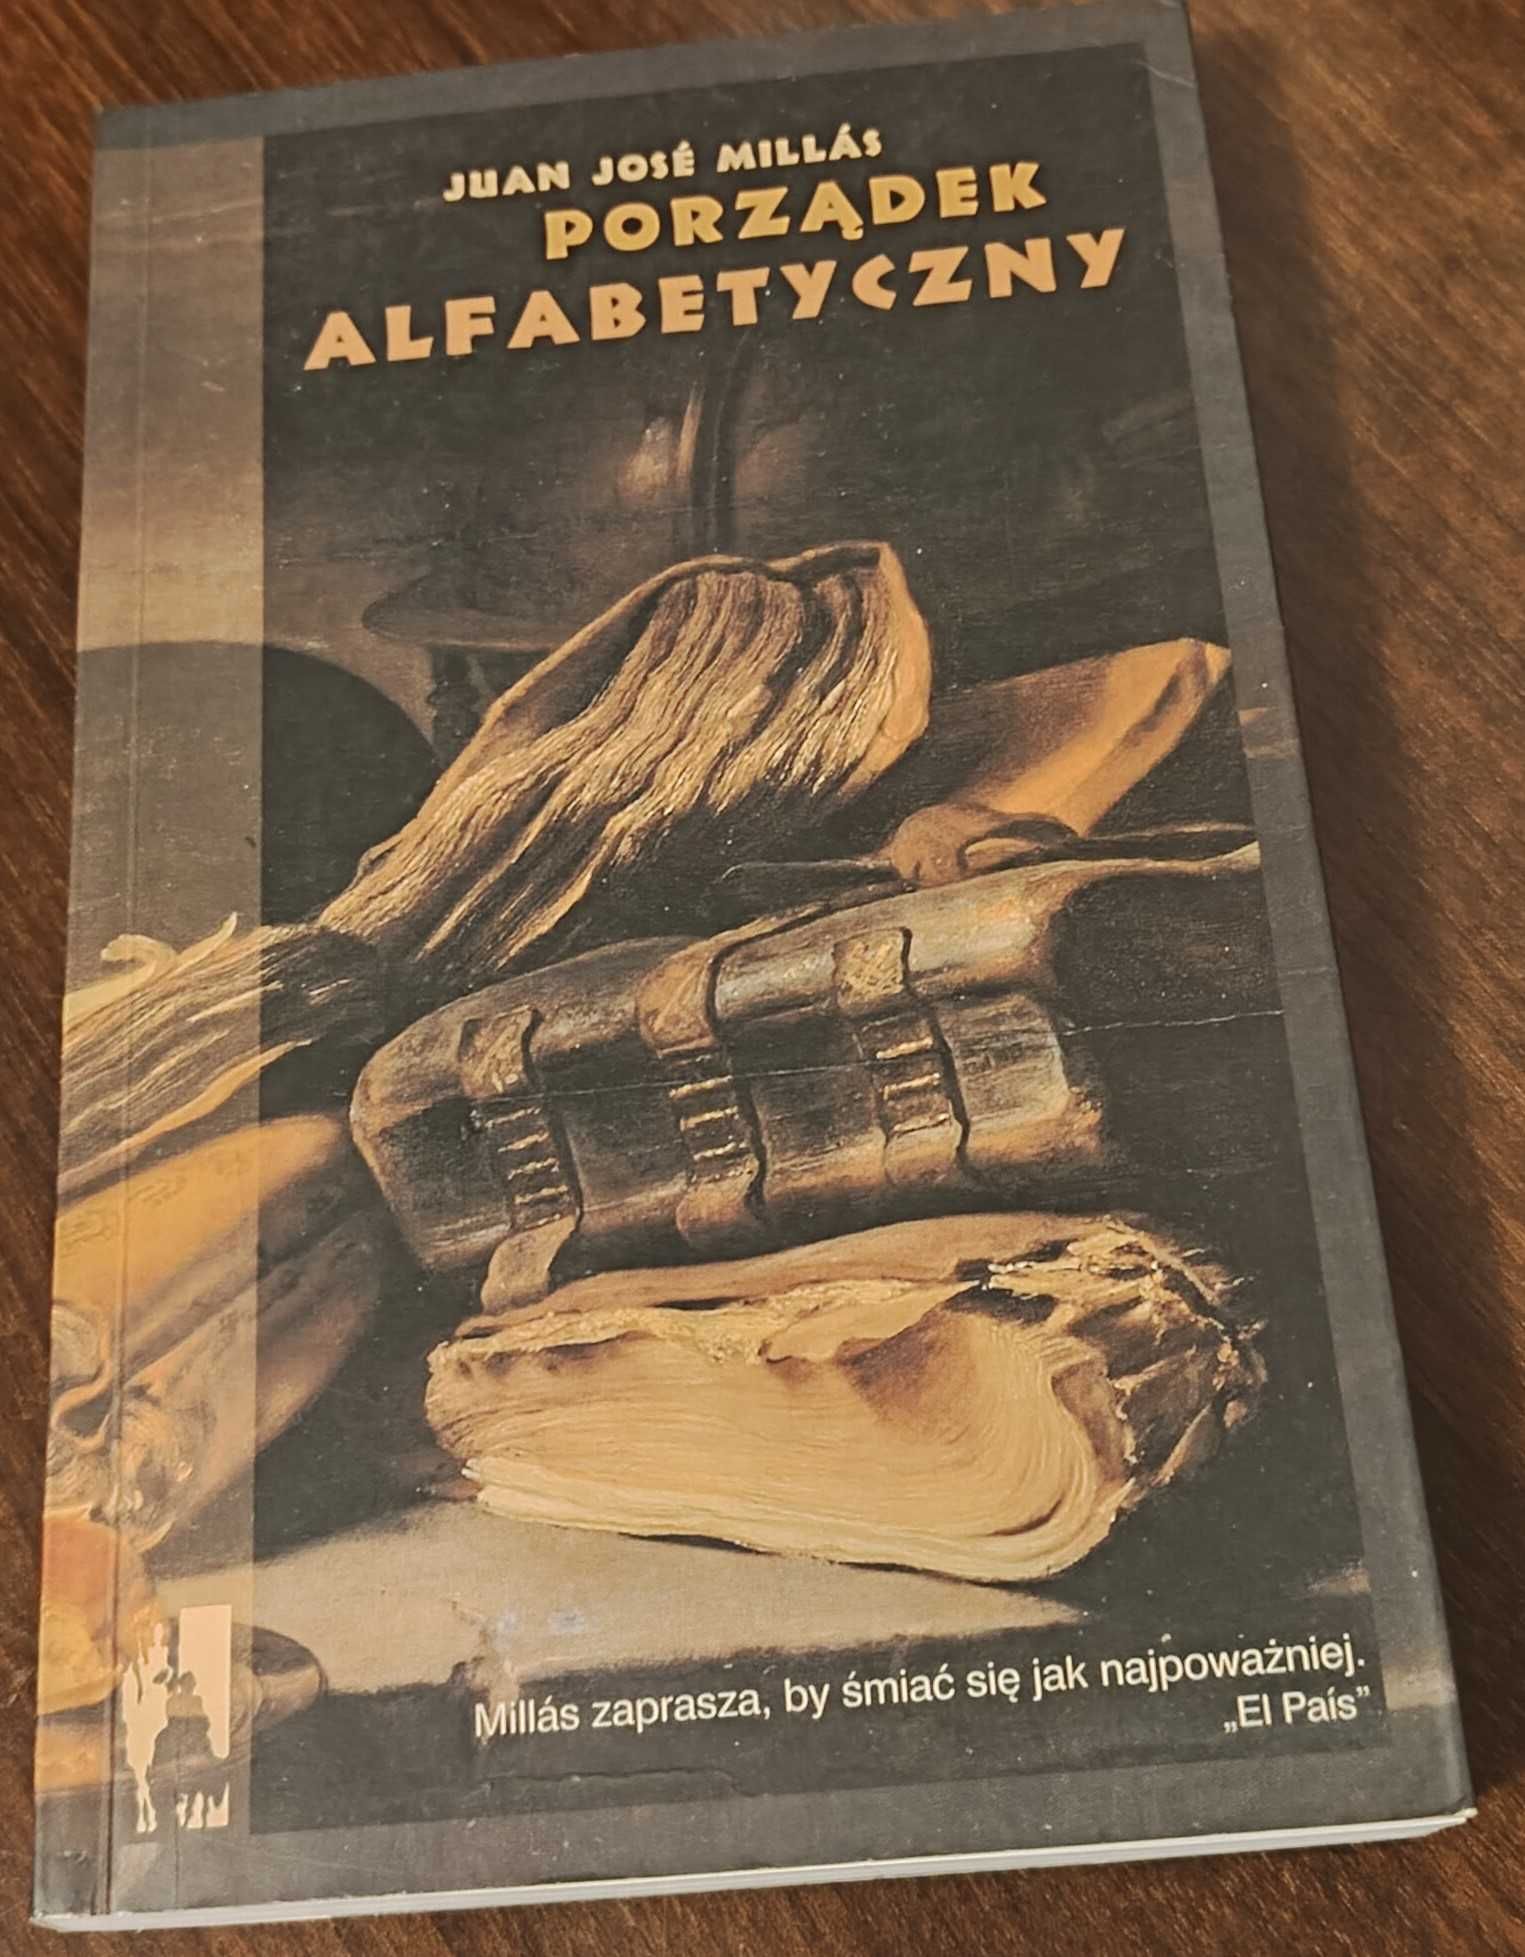 JUAN JOSÉ MILLÁS
PORZĄDEK
ALFABETYCZNY
Millás zaprasza, by śmiać się jak najpoważniej.
„El País”